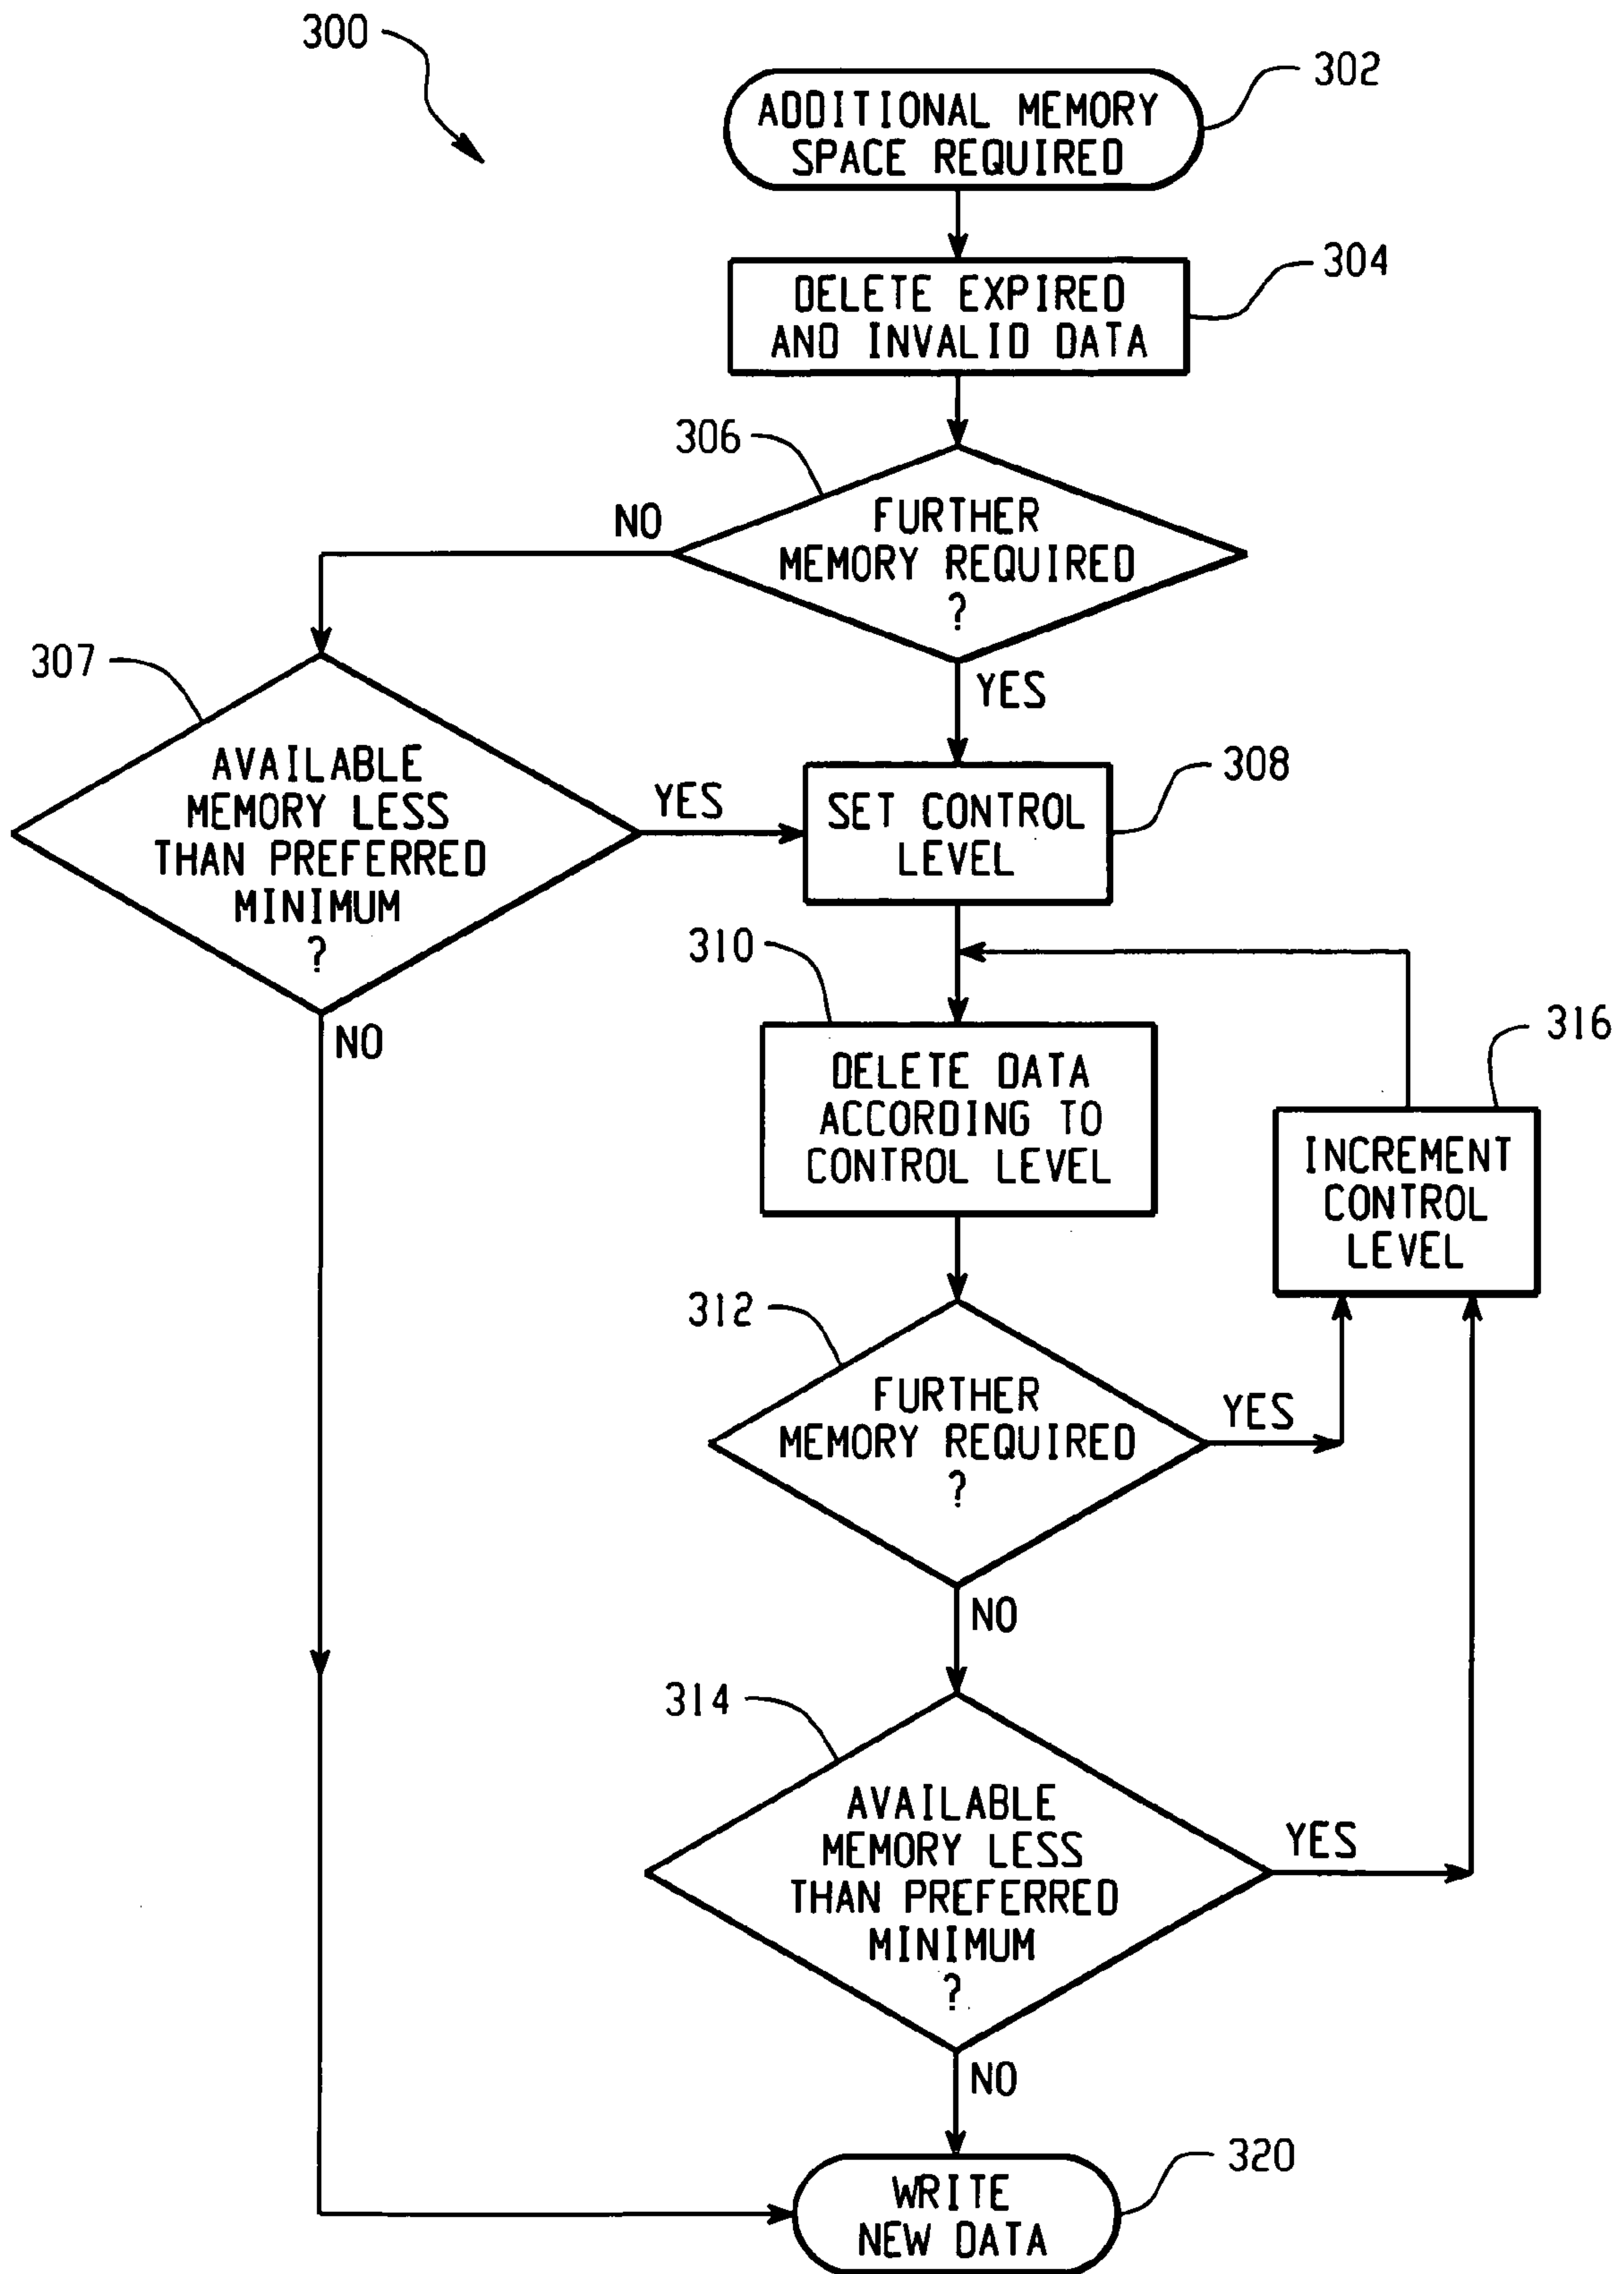 300
302
ADDITIONAL MEMORY
SPACE REQUIRED
304
DELETE EXPIRED
AND INVALID DATA
306
NO
FURTHER
MEMORY REQUIRED
?
YES
307
AVAILABLE
MEMORY LESS
THAN PREFERRED
MINIMUM
?
YES
NO
308
SET CONTROL
LEVEL
310
DELETE DATA
ACCORDING TO
CONTROL LEVEL
316
INCREMENT
CONTROL
LEVEL
312
FURTHER
MEMORY REQUIRED
?
YES
NO
314
AVAILABLE
MEMORY LESS
THAN PREFERRED
MINIMUM
?
YES
NO
320
WRITE
NEW DATA